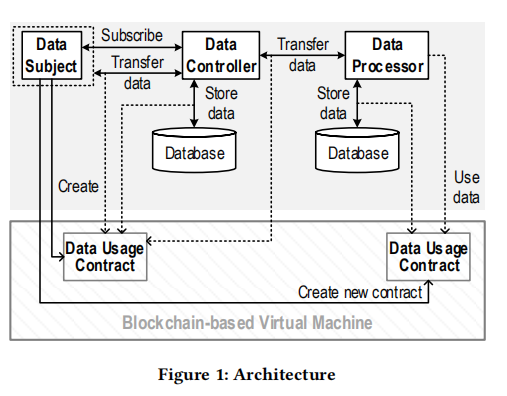 Data
Subject
Subscribe
Transfer
data
Data
Controller
Transfer
data
Data
Processor
Store
data
Store
data
Database
Database
Create
Use
data
Data Usage
Contract
Data Usage
Contract
Create new contract
Blockchain-based Virtual Machine
Figure 1: Architecture